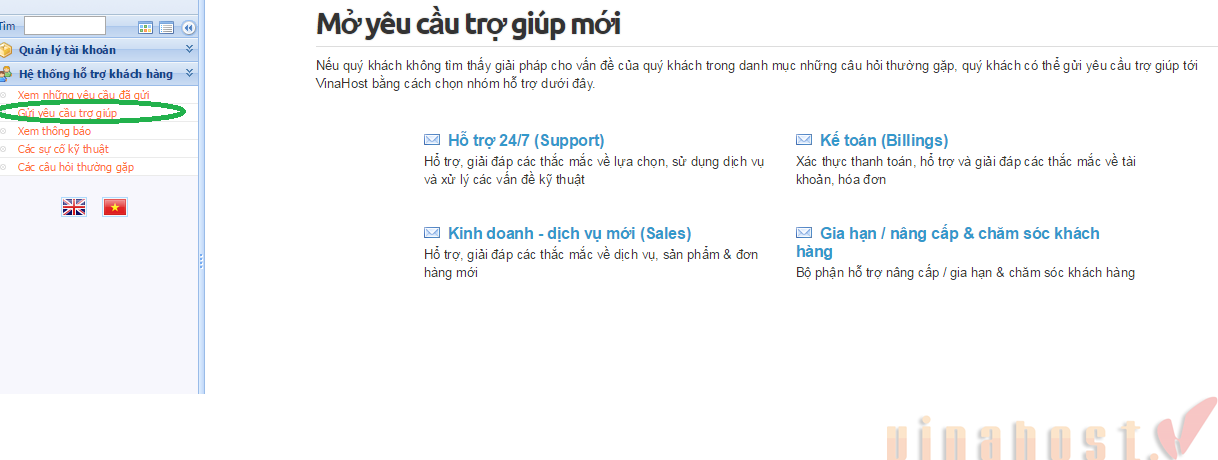 Tìm
Quản lý tài khoản
Hệ thống hỗ trợ khách hàng
Xem những yêu cầu đã gửi
Gửi yêu cầu trợ giúp
Xem thông báo
Các sự cố kỹ thuật
Các câu hỏi thường gặp
Mở yêu cầu trợ giúp mới
Nếu quý khách không tìm thấy giải pháp cho vấn đề của quý khách trong danh mục những câu hỏi thường gặp, quý khách có thể gửi yêu cầu trợ giúp tới
VinaHost bằng cách chọn nhóm hỗ trợ dưới đây.
Hỗ trợ 24/7 (Support)
Hỗ trợ, giải đáp các thắc mắc về lựa chọn, sử dụng dịch vụ
và xử lý các vấn đề kỹ thuật
Kế toán (Billings)
Xác thực thanh toán, hỗ trợ và giải đáp các thắc mắc về tài
khoản, hóa đơn
Kinh doanh - dịch vụ mới (Sales)
Hỗ trợ, giải đáp các thắc mắc về dịch vụ, sản phẩm & đơn
hàng mới
Gia hạn / nâng cấp & chăm sóc khách
hàng
Bộ phận hỗ trợ nâng cấp / gia hạn & chăm sóc khách hàng
vinahost.